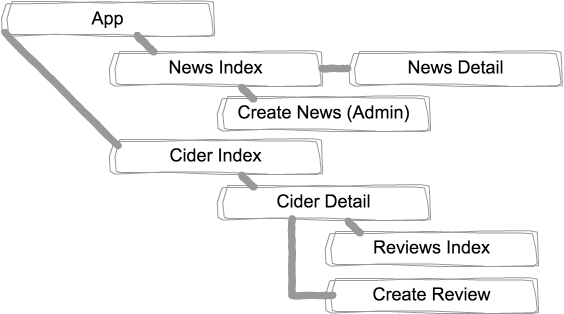 App
News Index
News Detail
Create News (Admin)
Cider Index
Cider Detail
Reviews Index
Create Review